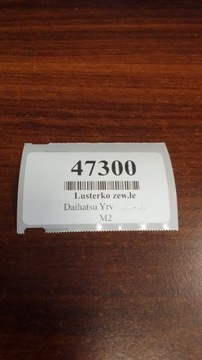 47300
Lusterko zew.le
Daihatsu Yrv
M2